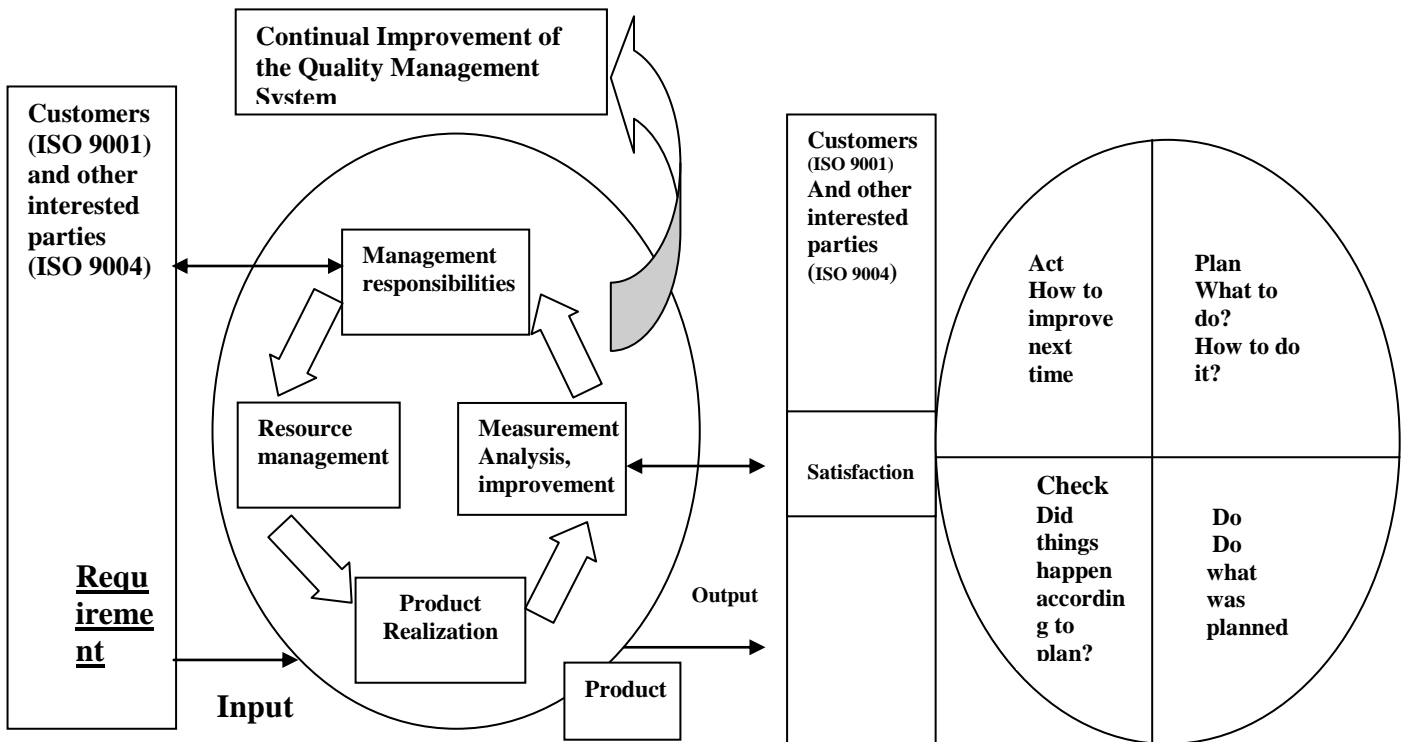 Continual Improvement of
the Quality Management
System
Customers
(ISO 9001)
and other
interested
parties
(ISO 9004)
Requ
ireme
nt
Input
Management
responsibilities
Resource
management
Measurement
Analysis,
improvement
Product
Realization
Product
Output
Customers
(ISO 9001)
And other
interested
parties
(ISO 9004)
Satisfaction
Act
How to
improve
next
time
Plan
What to
do?
How to do
it?
Check
Did
things
happen
accordin
g to
plan?
Do
Do
what
was
planned